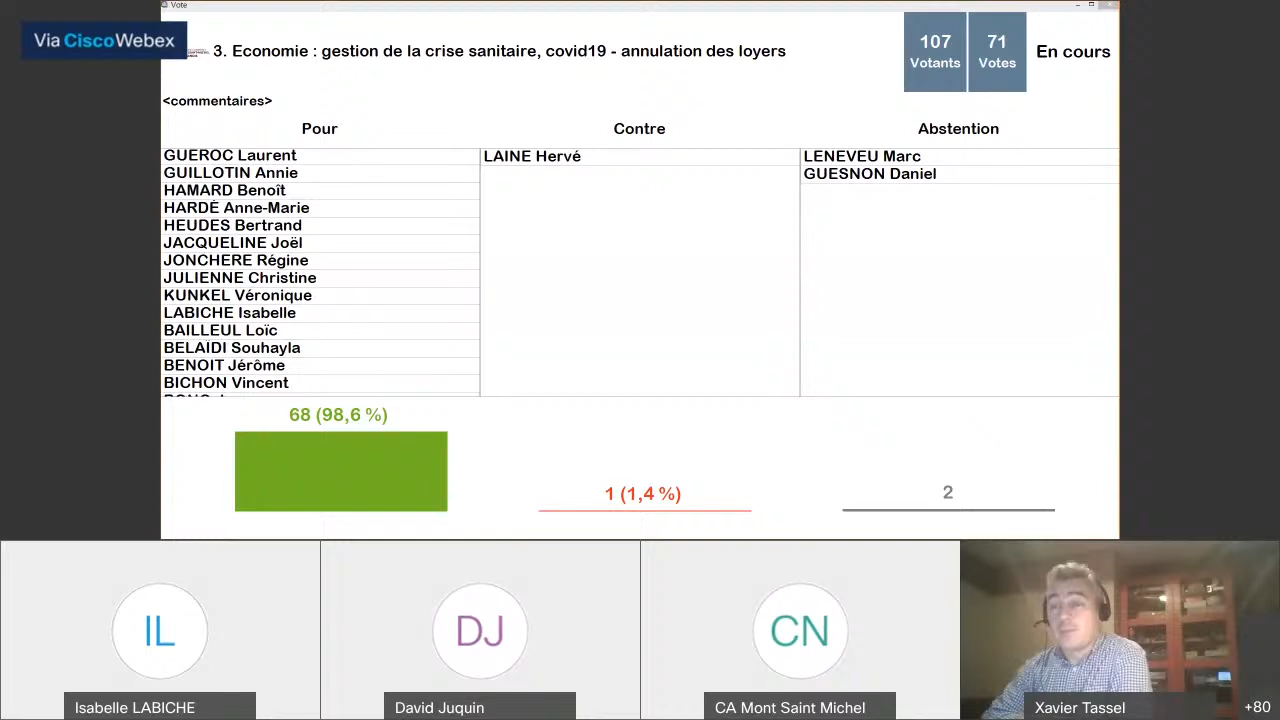 Vote
Via CiscoWebex
3. Economie : gestion de la crise sanitaire, covid19 - annulation des loyers
107
Votants
71
Votes
En cours
<commentaires>
Pour
Contre
Abstention
GUEROC Laurent
GUILLOTIN Annie
HAMARD Benoît
HARDÉ Anne-Marie
HEUDES Bertrand
JACQUELINE Joël
JONCHERE Régine
JULIENNE Christine
KUNKEL Véronique
LABICHE Isabelle
BAILLEUL Loïc
BELAÏDI Souhayla
BENOIT Jérôme
BICHON Vincent
LAINE Hervé
LENEVEU Marc
GUESNON Daniel
68 (98,6 %)
1 (1,4 %)
2
IL
DJ
CN
Isabelle LABICHE
David Juquin
CA Mont Saint Michel
Xavier Tassel
+80